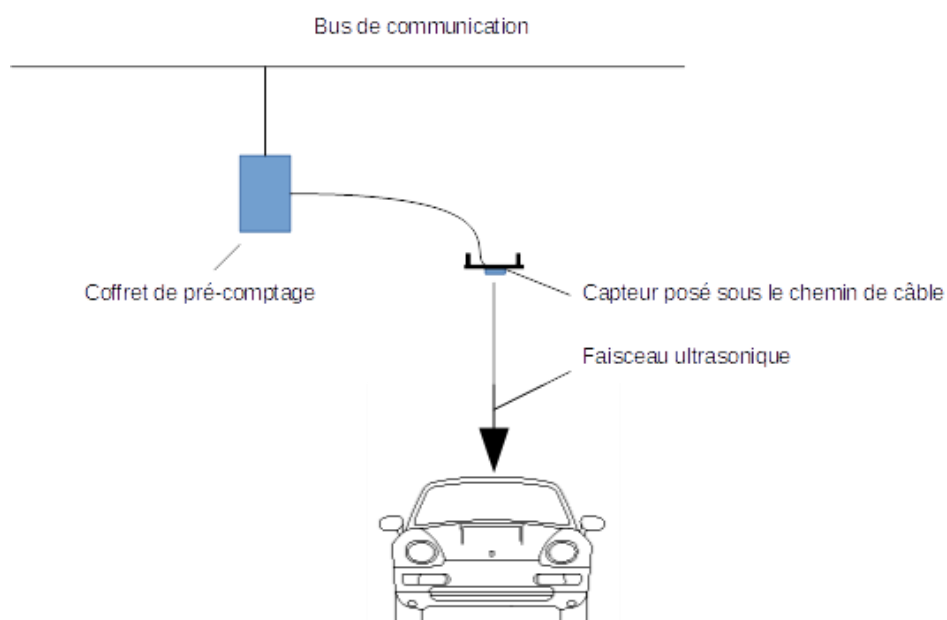 Bus de communication
Coffret de pré-comptage
Capteur posé sous le chemin de câble
Faisceau ultrasonique